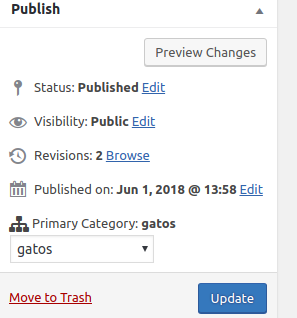 Publish
Preview Changes
Status: Published Edit
Visibility: Public Edit
Revisions: 2 Browse
Published on: Jun 1, 2018 @ 13:58 Edit
Primary Category: gatos
gatos
Move to Trash
Update